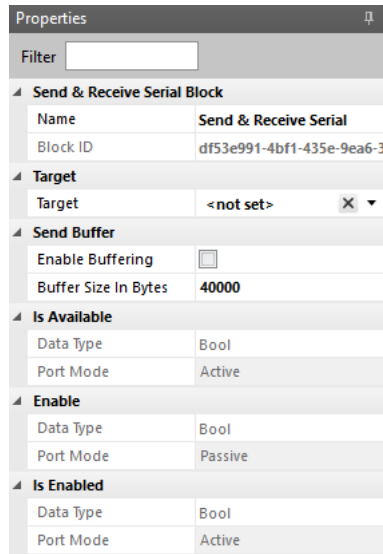 Properties
Filter
Send & Receive Serial Block
Name Send & Receive Serial
Block ID df53e991-4bf1-435e-9ea6-3
Target
Target <not set>
Send Buffer
Enable Buffering
Buffer Size In Bytes 40000
Is Available
Data Type Bool
Port Mode Active
Enable
Data Type Bool
Port Mode Passive
Is Enabled
Data Type Bool
Port Mode Active